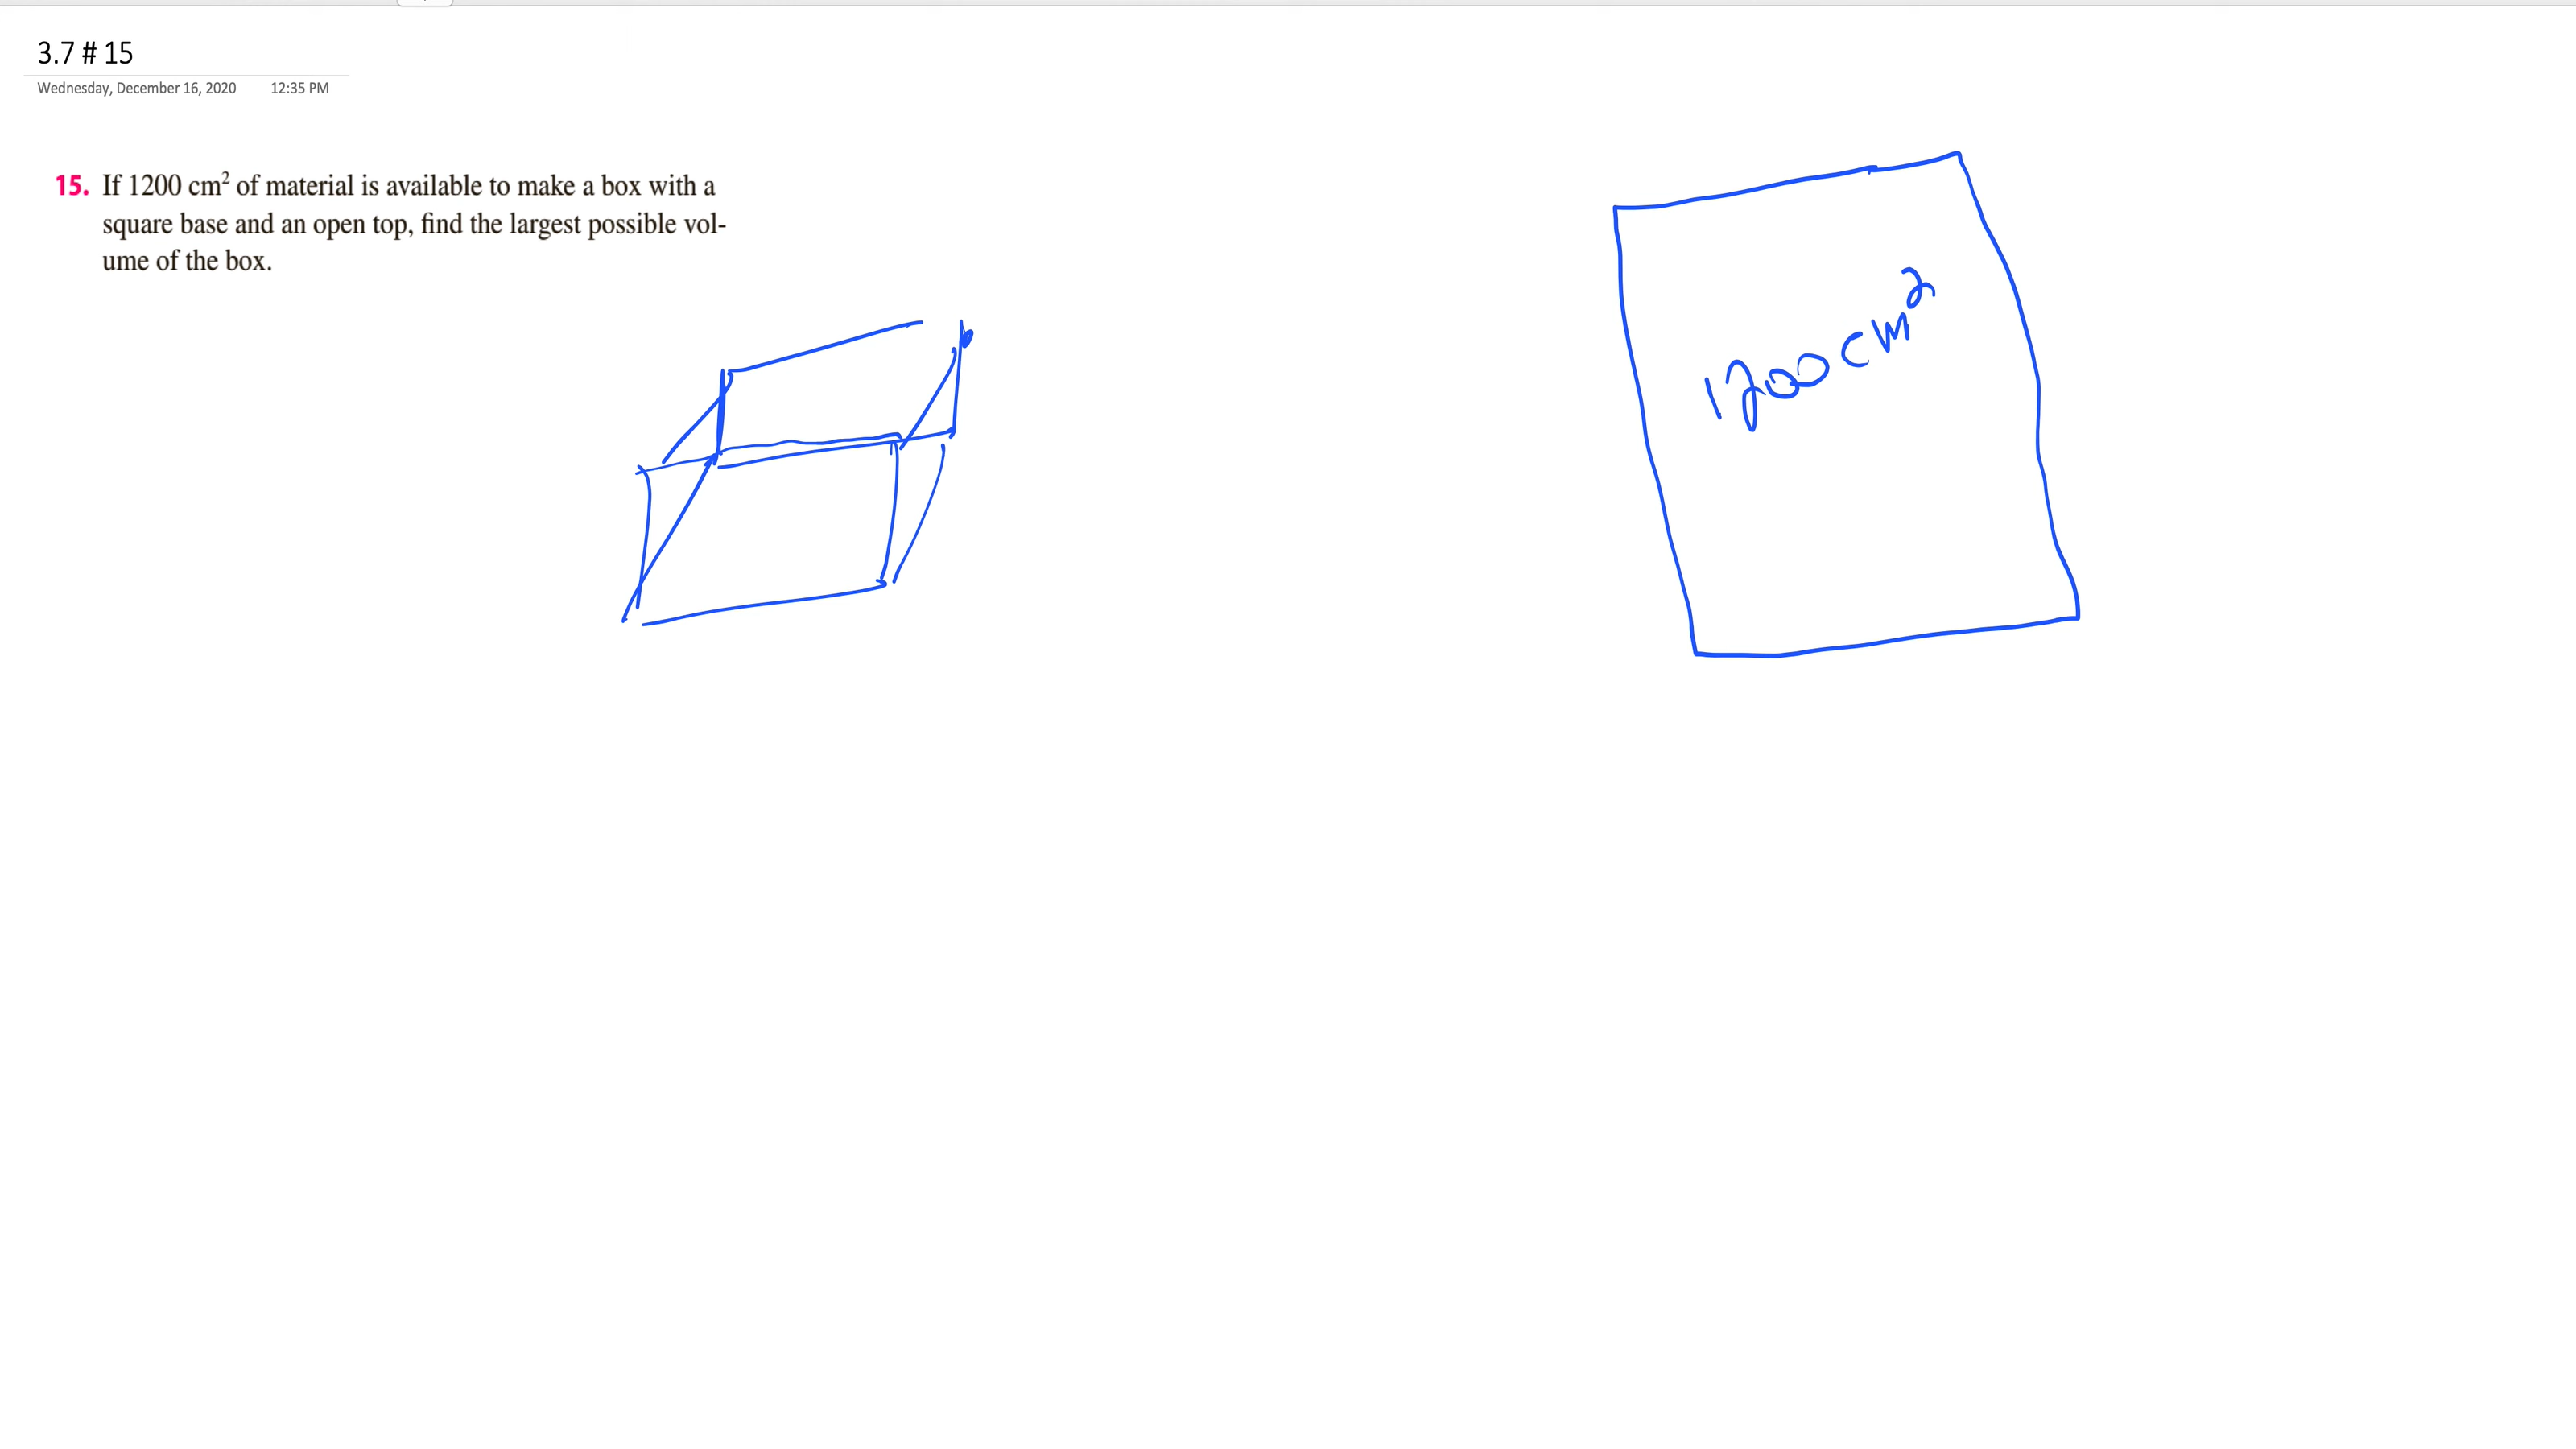 3.7 # 15
Wednesday, December 16, 2020 12:35 PM
15. If 1200 cm² of material is available to make a box with a
square base and an open top, find the largest possible vol-
ume of the box.
1200 cm²